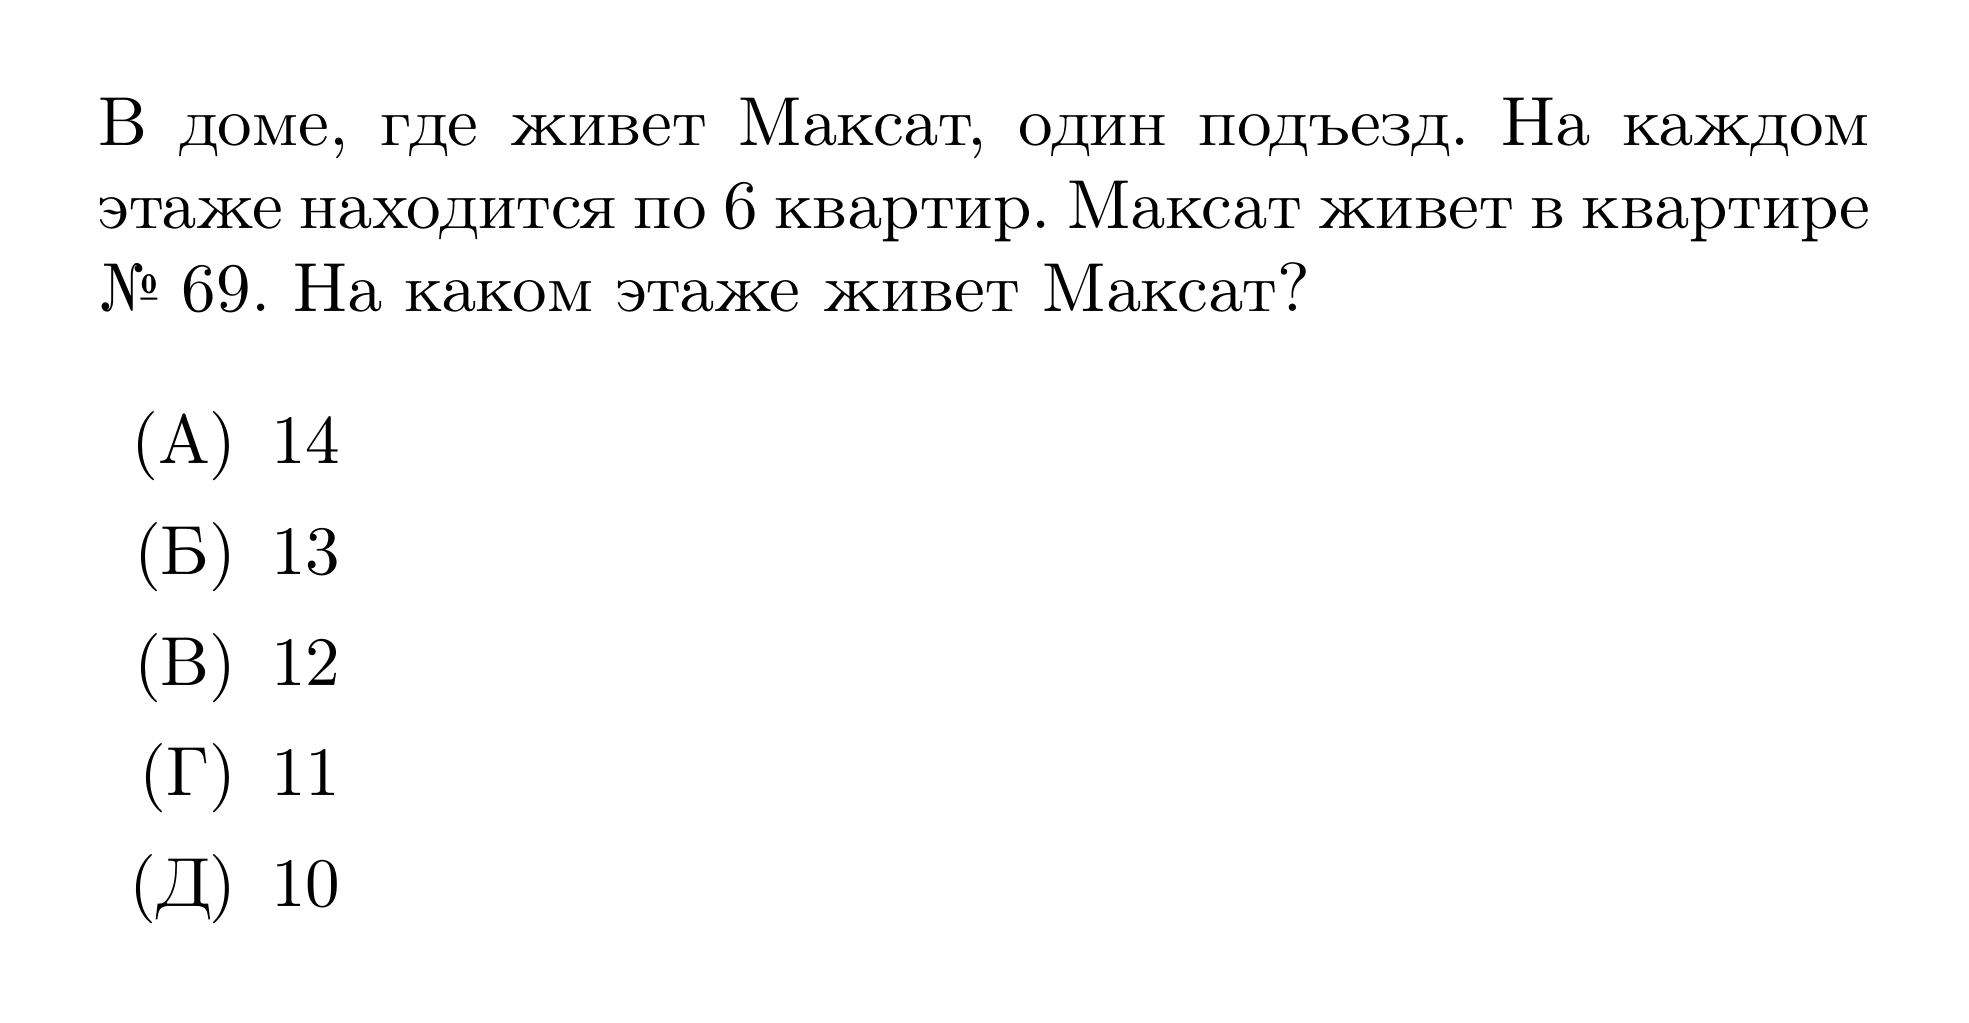 В доме, где живет Максат, один подъезд. На каждом
этаже находится по 6 квартир. Максат живет в квартире
№ 69. На каком этаже живет Максат?
(А) 14
(Б) 13
(В) 12
(Г) 11
(Д) 10